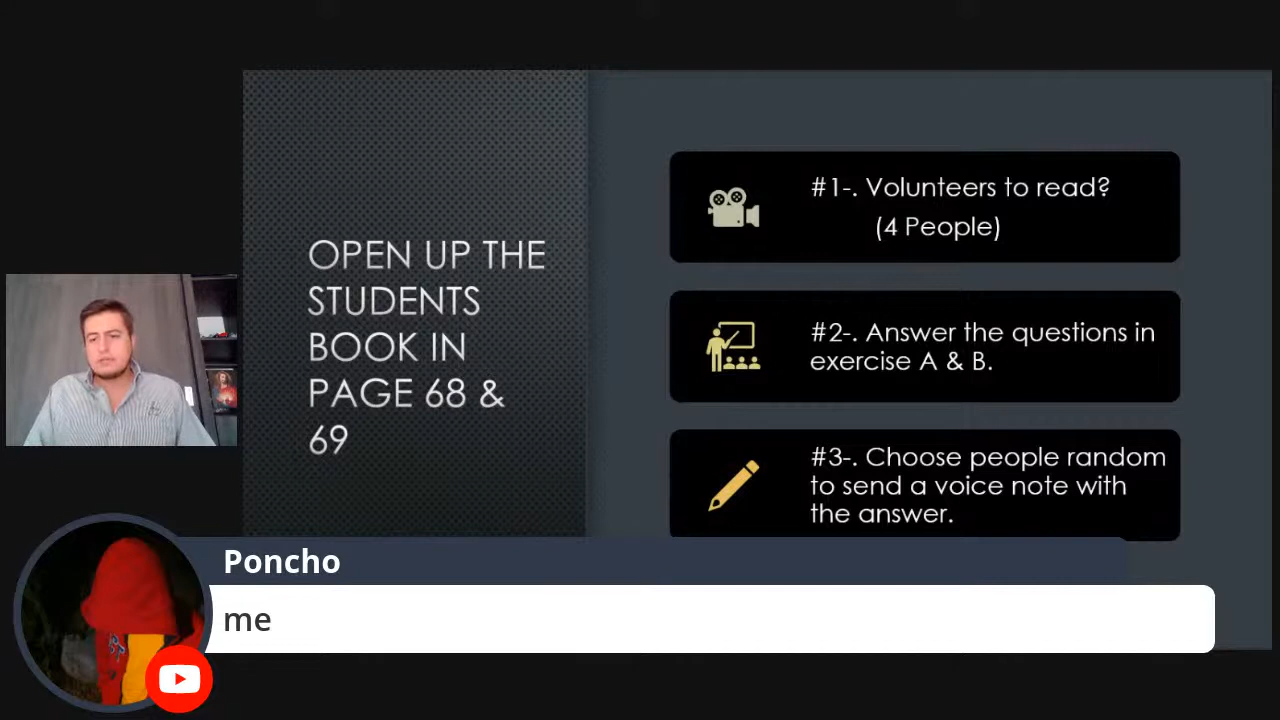 OPEN UP THE
STUDENTS
BOOK IN
PAGE 68 &
69
#1-. Volunteers to read?
(4 People)
#2-. Answer the questions in
exercise A & B.
#3-. Choose people random
to send a voice note with
the answer.
Poncho
me